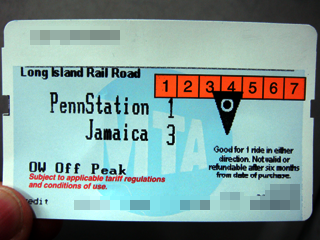 Long Island Rail Road
1 2 3 4 5 6 7
PennStation 1
O
Jamaica 3
Good for 1 ride in either
direction. Not valid or
refundable after six months
from date of purchase.
OW Off Peak
Subject to applicable tariff regulations
and conditions of use.
MTA